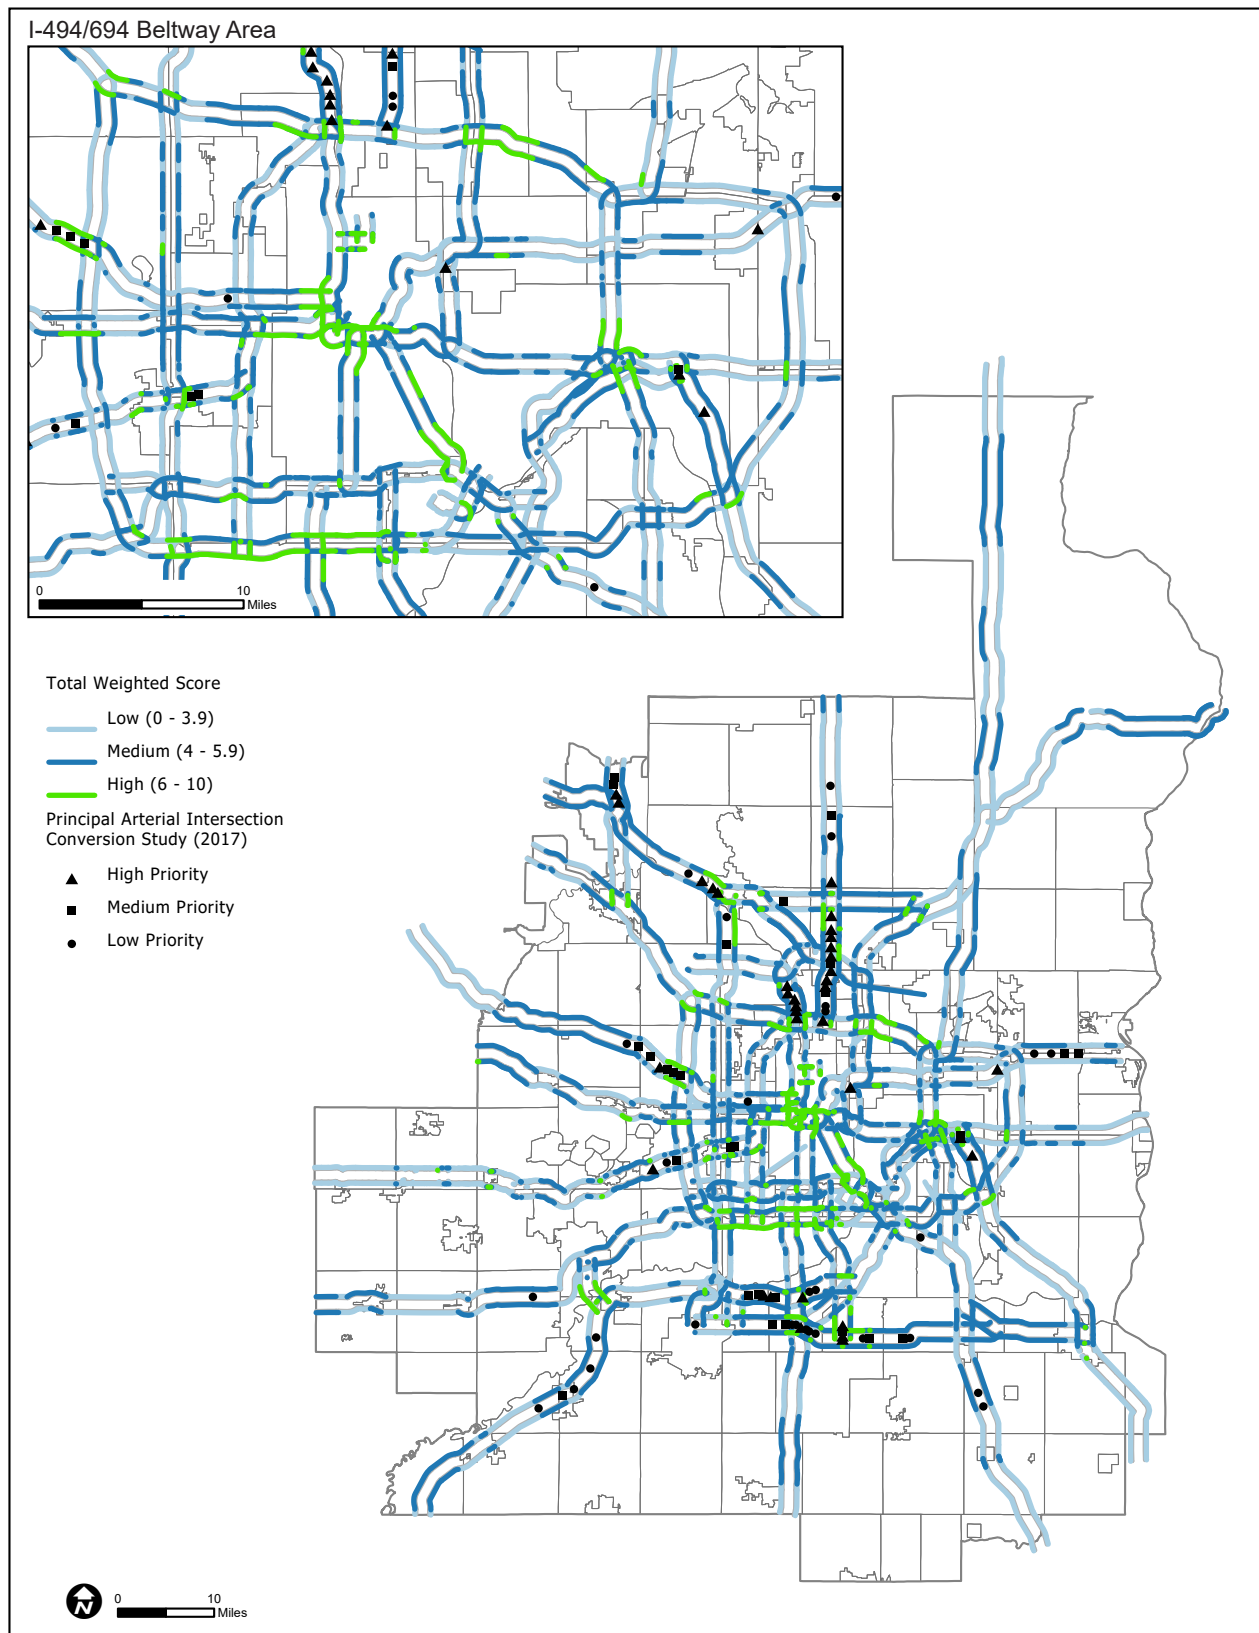 I-494/694 Beltway Area
0 10
Miles
Total Weighted Score
Low (0 - 3.9)
Medium (4 - 5.9)
High (6 - 10)
Principal Arterial Intersection
Conversion Study (2017)
High Priority
Medium Priority
Low Priority
N
0 10
Miles